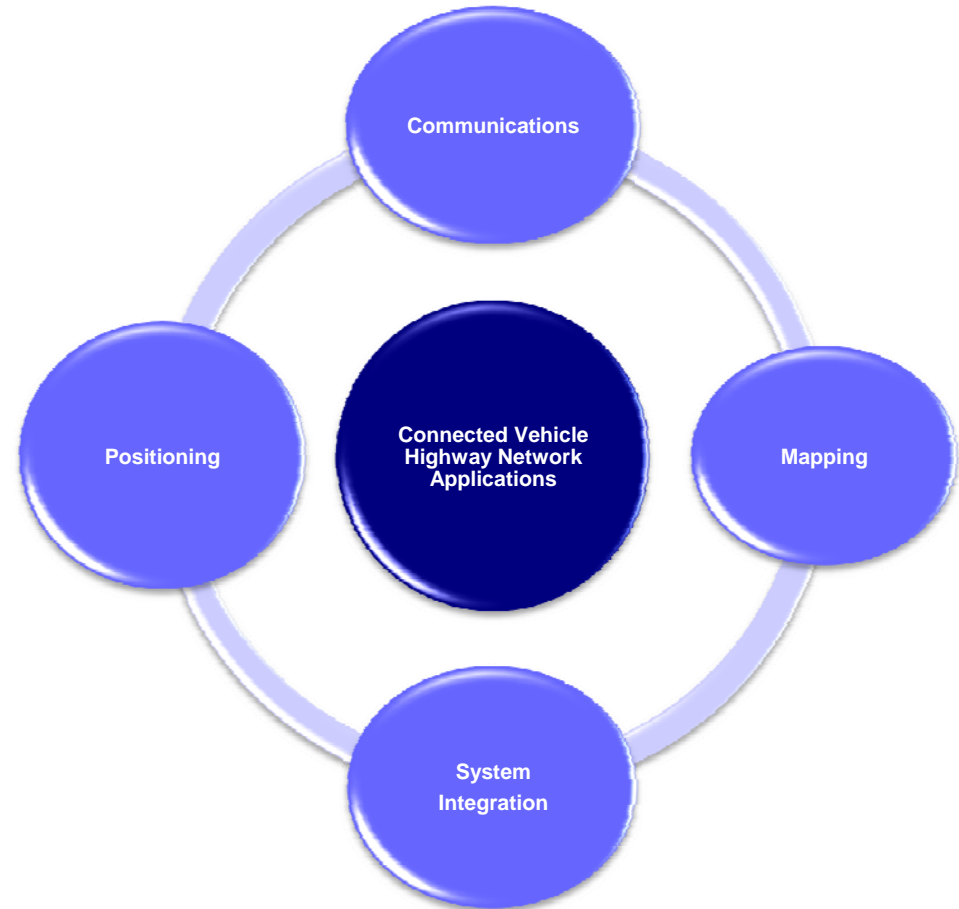 Communications
Positioning
Connected Vehicle
Highway Network
Applications
Mapping
System
Integration